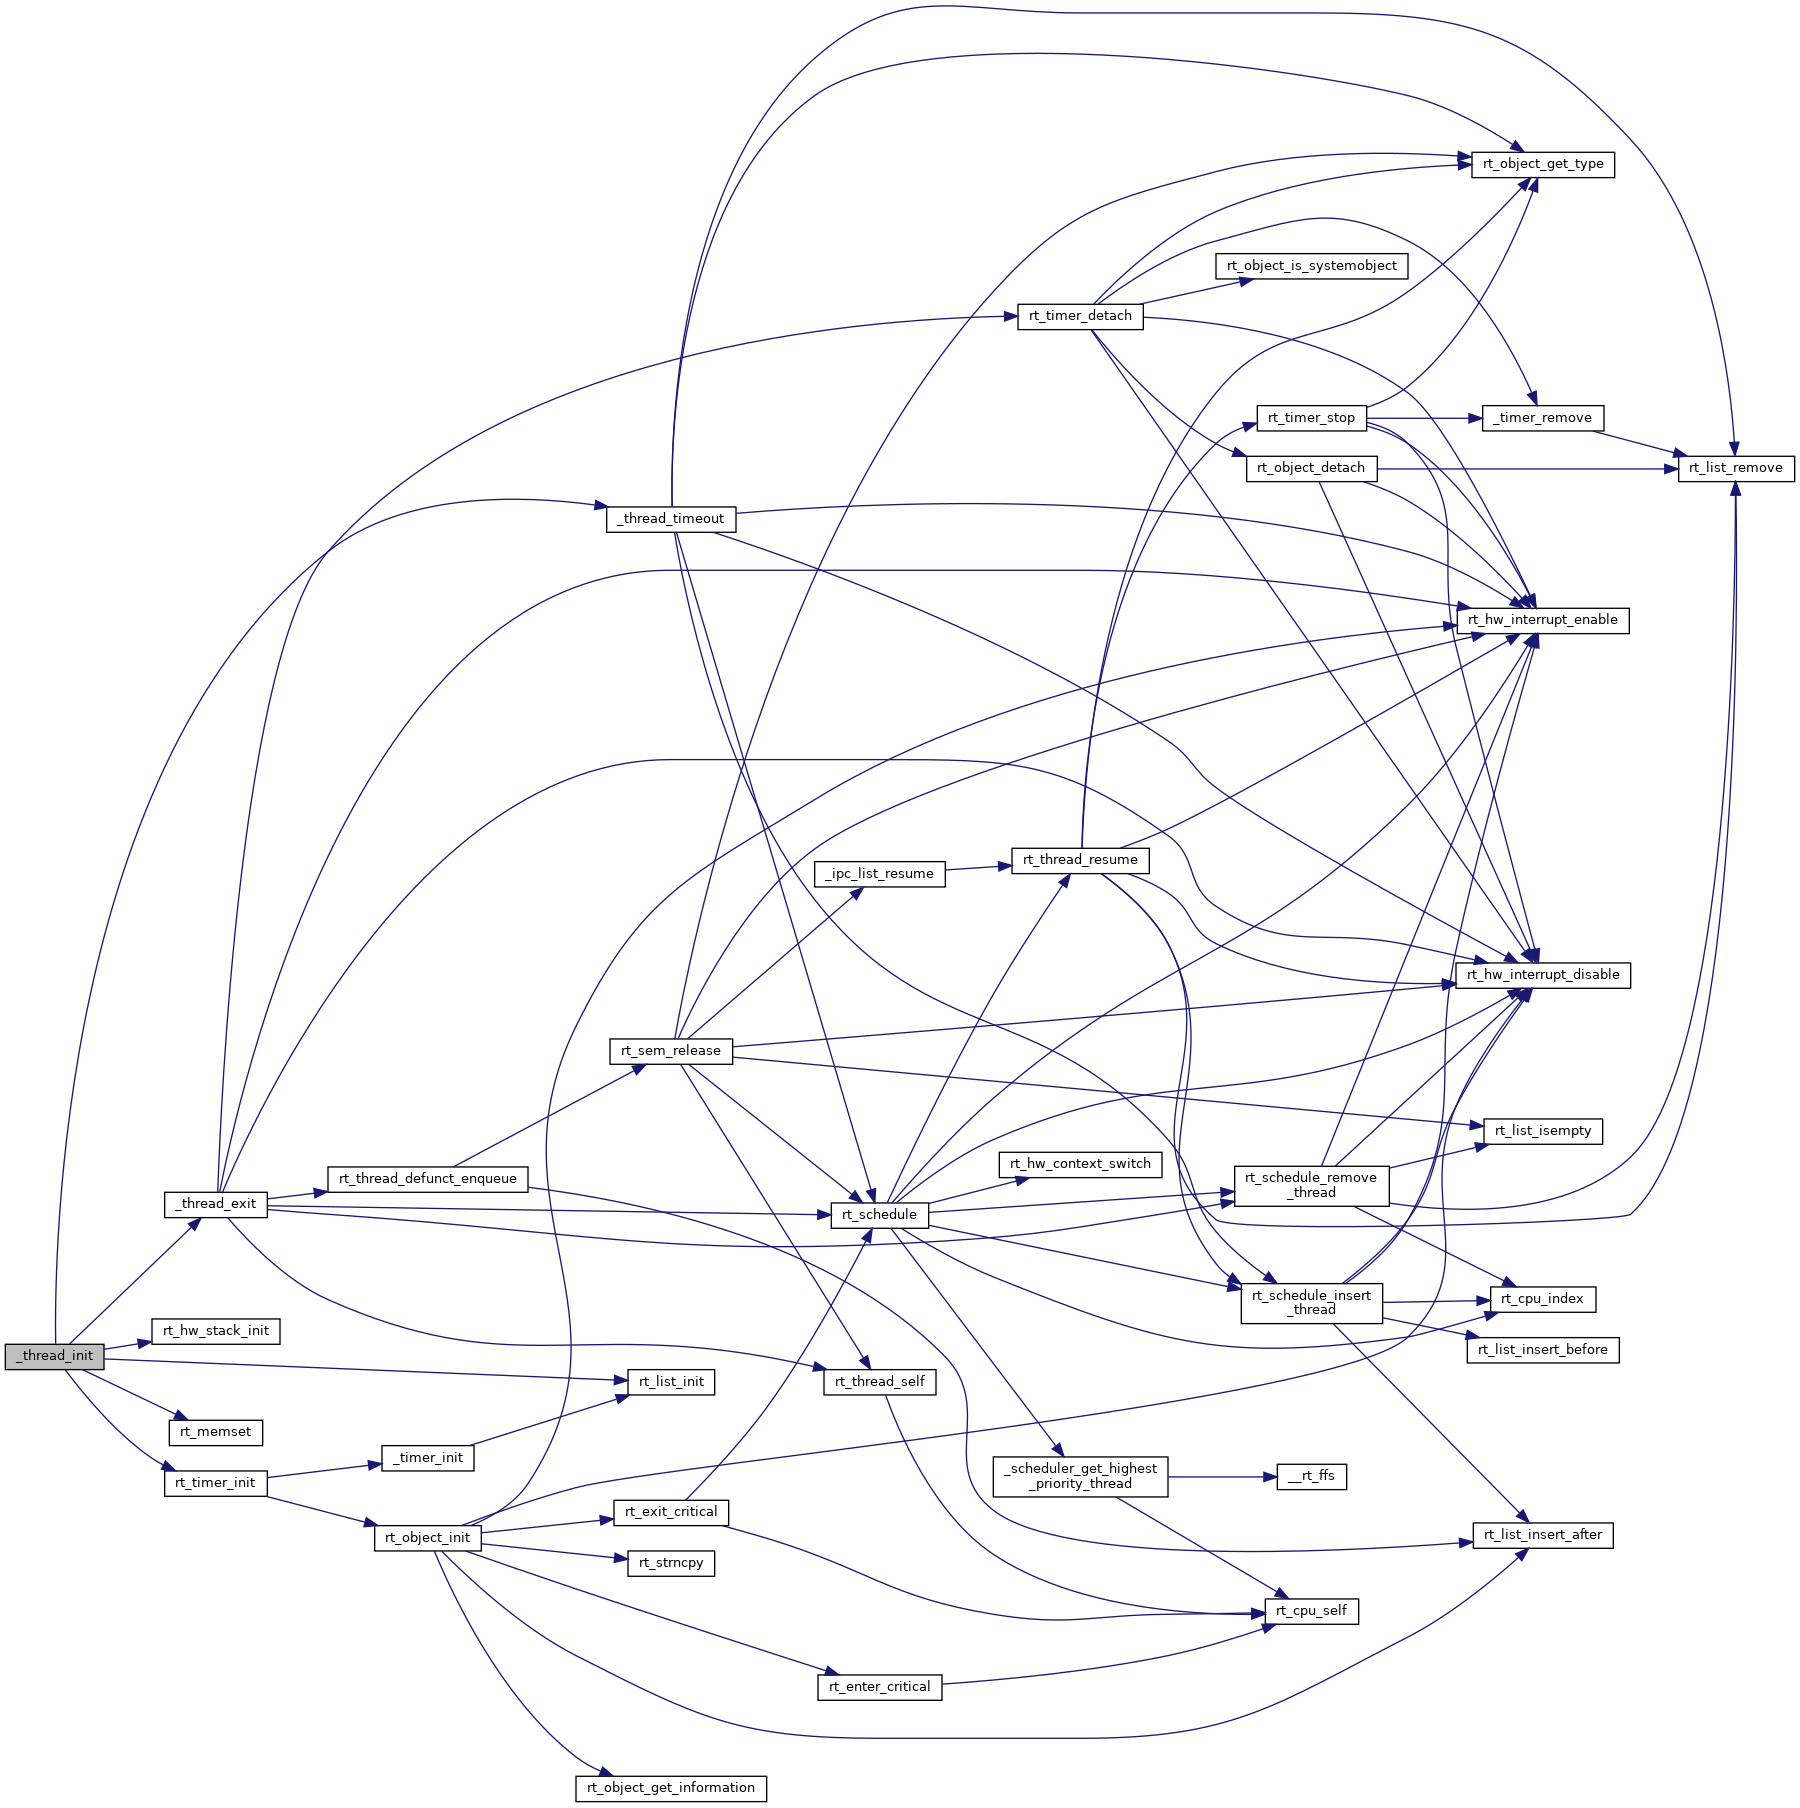 rt_object_get_type
rt_object_is_systemobject
rt_timer_detach
rt_timer_stop
_timer_remove
rt_object_detach
rt_list_remove
_thread_timeout
rt_hw_interrupt_enable
_ipc_list_resume
rt_thread_resume
rt_hw_interrupt_disable
rt_sem_release
rt_list_isempty
rt_hw_context_switch
rt_thread_defunct_enqueue
rt_schedule_remove
_thread
_thread_exit
rt_schedule
rt_schedule_insert
_thread
rt_cpu_index
rt_hw_stack_init
_thread_init
rt_list_insert_before
rt_list_init
rt_thread_self
rt_memset
_timer_init
rt_timer_init
_scheduler_get_highest
_priority_thread
__rt_ffs
rt_exit_critical
rt_object_init
rt_list_insert_after
rt_strncpy
rt_cpu_self
rt_enter_critical
rt_object_get_information